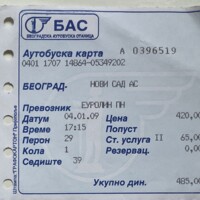 БАС
БЕОГРАДСКА АУТОБУСКА СТАНИЦА
Аутобуска карта А 0396519
0401 1707 14864-05349202
БЕОГРАД- НОВИ САД АС
Превозник ЕУРОЛИН ПН
Датум 04.01.09 Цена 420,00
Време 17:15 Попуст
Перон 29 Ст. услуга II 65,00
Кола 1 Резервац. 0,00
Седиште 39
Укупно дин. 485,00